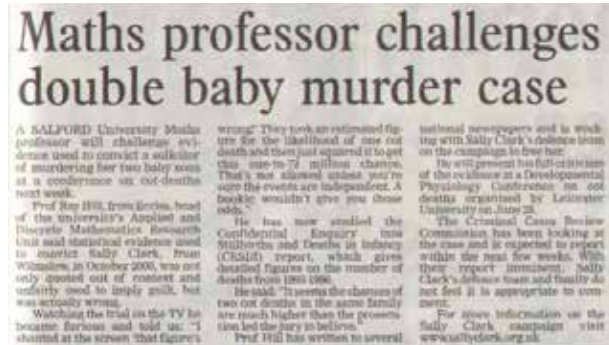 Maths professor challenges
double baby murder case
A SALFORD University Maths
professor will challenge evi-
dence used to convict a solicitor
of murdering her two baby sons
at a conference on cot-deaths
next week.
Prof Ray Hill, from Eccles, head
of the university's Applied and
Discrete Mathematics Research
Unit said statistical evidence used
to convict Sally Clark, from
Wilmslow, in October 2000, was not
only quoted out of context and
unfairly used to imply guilt, but
was actually wrong.
Watching the trial on the TV he
became furious and told us: "I
shouted at the screen 'that figure's
wrong!' They took an estimated fig-
ure for the likelihood of one cot
death and then just squared it to get
this one-in-73 million chance.
That's not allowed unless you're
sure the events are independent. A
bookie wouldn't give you those
odds."
He has now studied the
Confidential Enquiry into
Stillbirths and Deaths in Infancy
(CESDI) report, which gives
detailed figures on the number of
deaths from 1993-1996.
He said: "It seems the chances of
two cot deaths in the same family
are much higher than the prosecu-
tion led the jury to believe."
Prof Hill has written to several
national newspapers and is work-
ing with Sally Clark's defence team
on the campaign to free her.
He will present his full criticism
of the evidence at a Developmental
Physiology Conference on cot
deaths organised by Leicester
University on June 28.
The Criminal Cases Review
Commission has been looking at
the case and is expected to report
within the next few weeks. With
their report imminent, Sally
Clark's defence team and family do
not feel it is appropriate to com-
ment.
For more information on the
Sally Clark campaign visit
www.sallyclark.org.uk